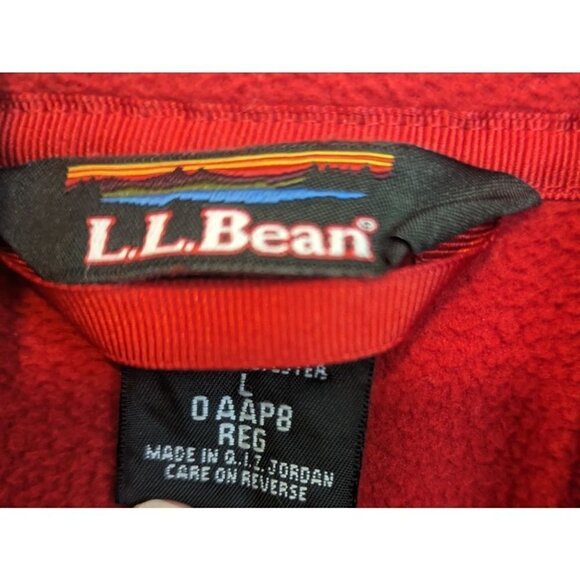 L.L.Bean®
L
0 AAP8
REG
MADE IN Q.I.Z. JORDAN
CARE ON REVERSE